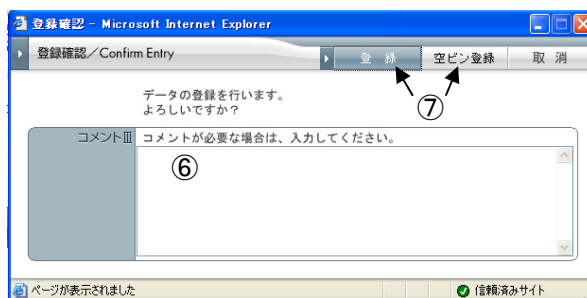 登録確認 - Microsoft Internet Explorer
登録確認／Confirm Entry
登 録
空ビン登録
取 消
データの登録を行います。
よろしいですか？
⑦
コメントⅢ
コメントが必要な場合は、入力してください。
⑥
ページが表示されました
信頼済みサイト